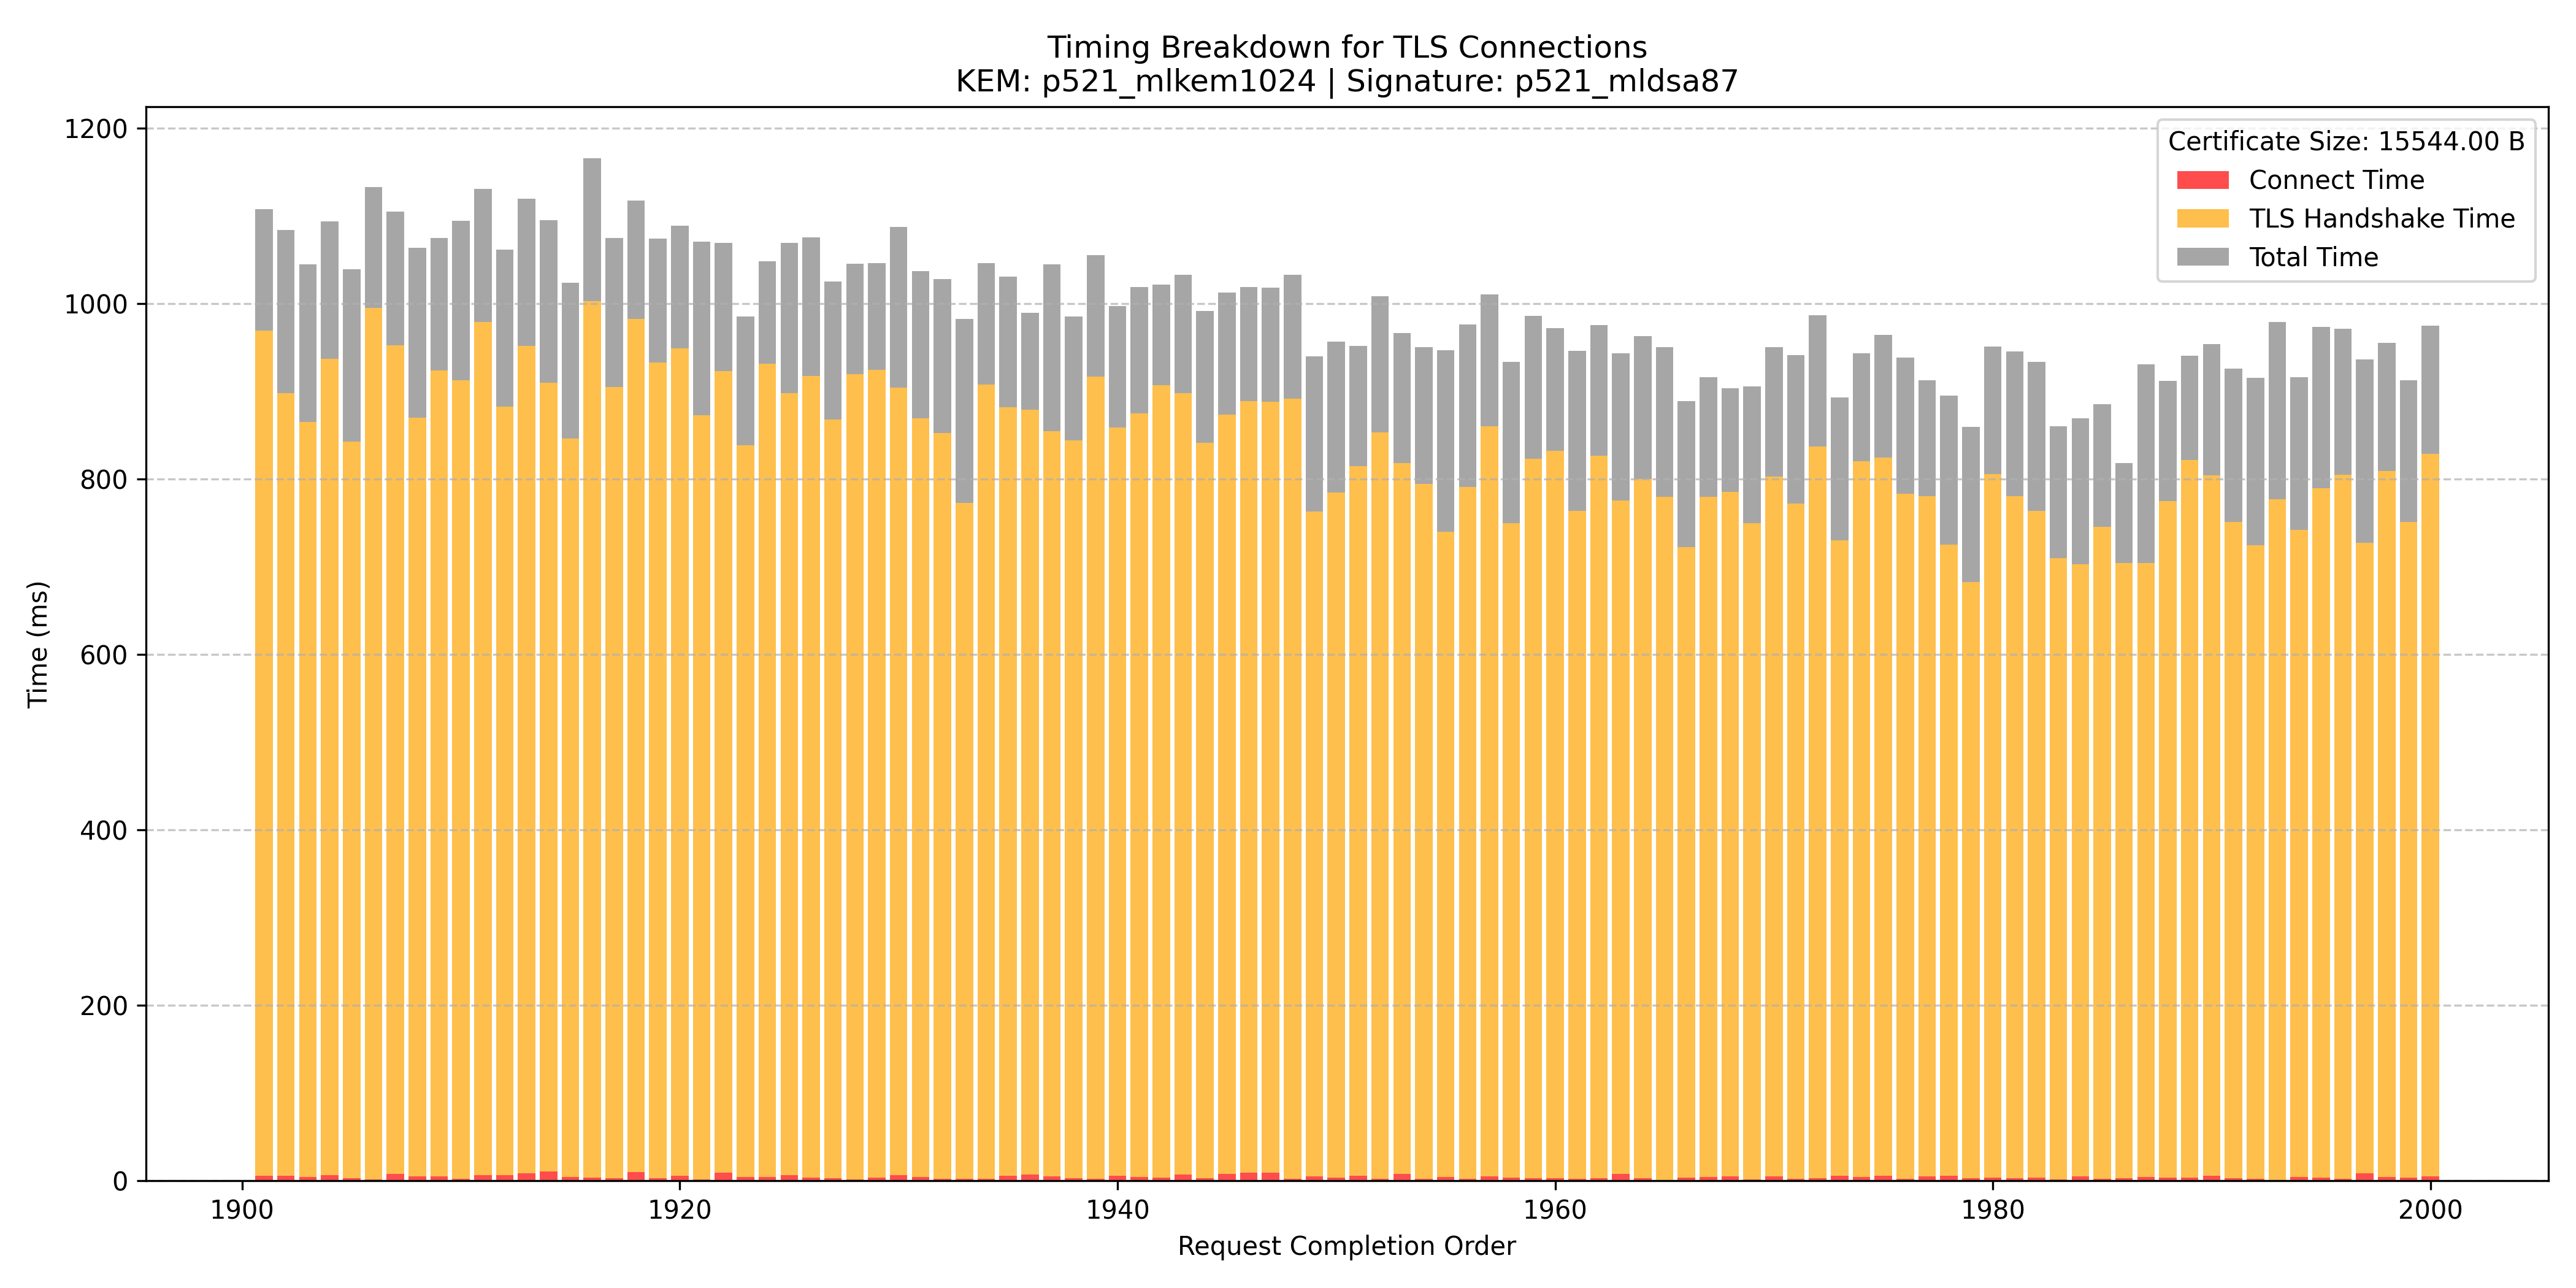 Timing Breakdown for TLS Connections
KEM: p521_mlkem1024 | Signature: p521_mldsa87
Certificate Size: 15544.00 B
Connect Time
TLS Handshake Time
Total Time
Time (ms)
1200
1000
800
600
400
200
0
1900 1920 1940 1960 1980 2000
Request Completion Order